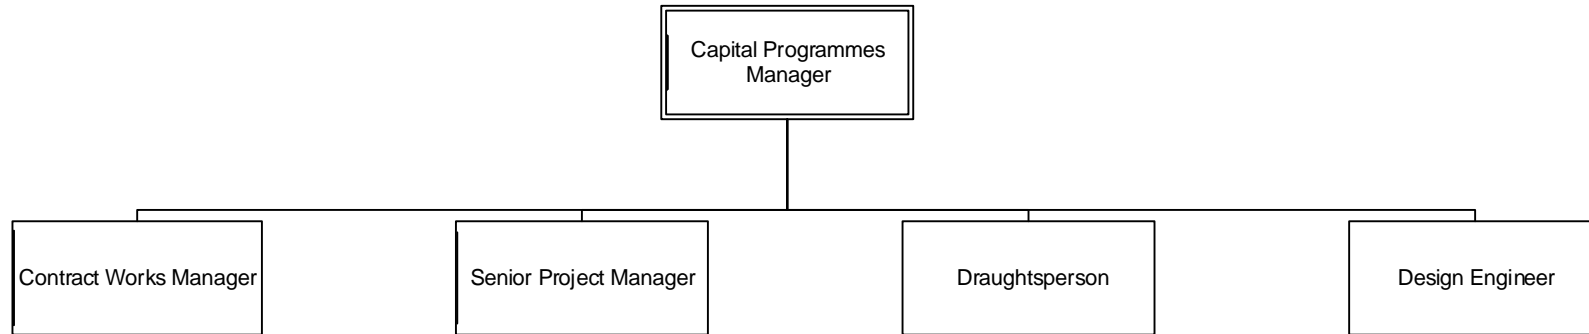 Capital Programmes
Manager
Contract Works Manager
Senior Project Manager
Draughtsperson
Design Engineer